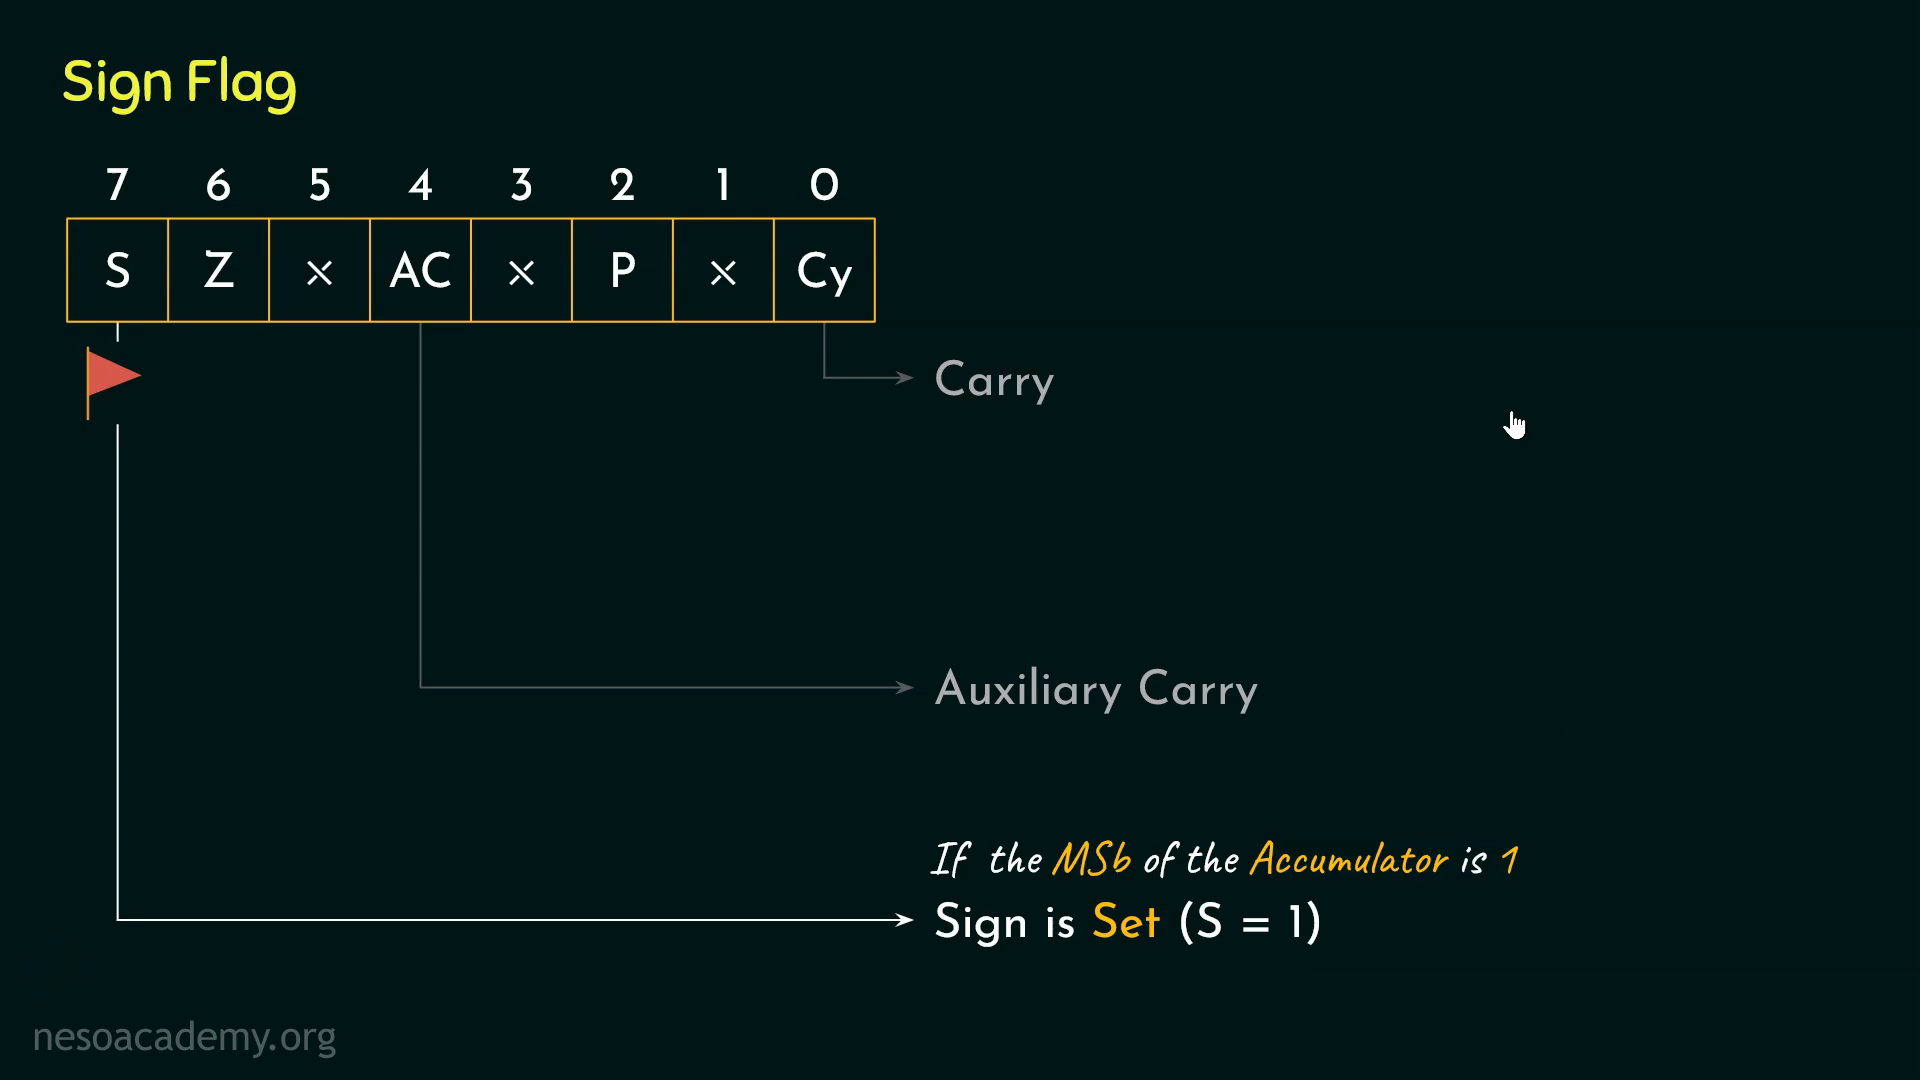 Sign Flag
7 6 5 4 3 2 1 0
S Z × AC × P × Cy
Carry
Auxiliary Carry
If the MSb of the Accumulator is 1
Sign is Set (S = 1)
nesoacademy.org